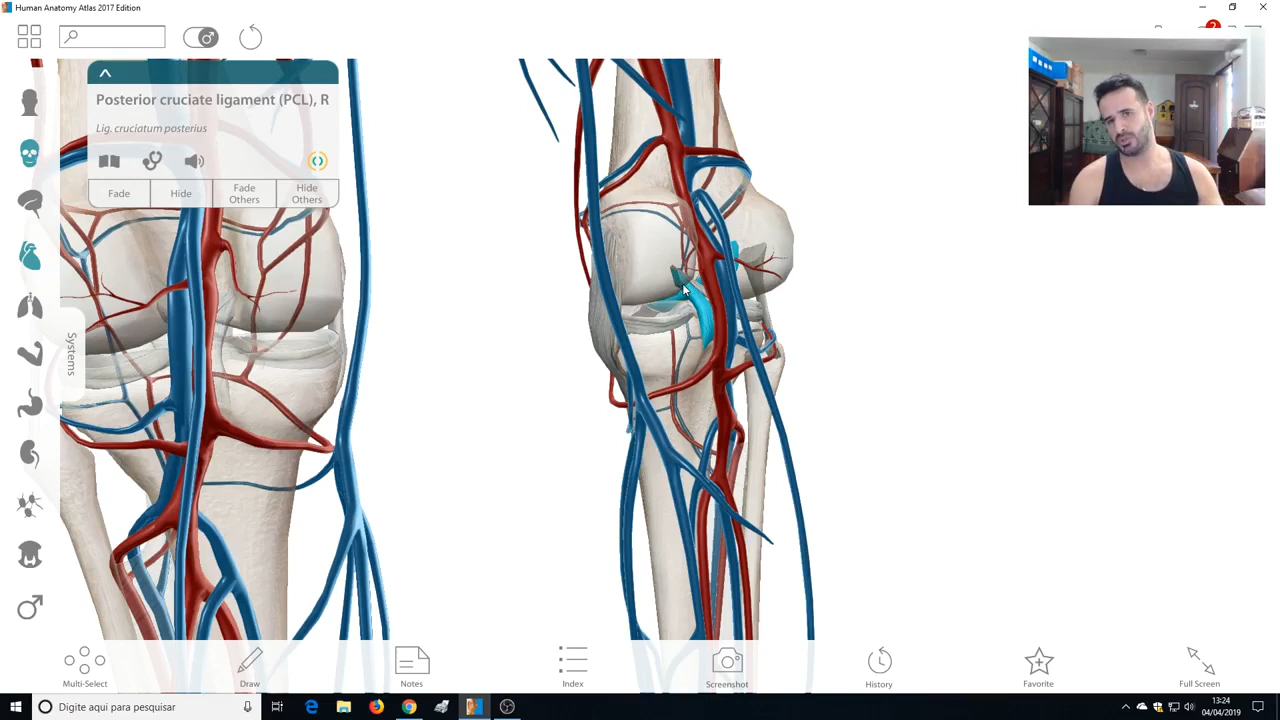 Human Anatomy Atlas 2017 Edition
2
Posterior cruciate ligament (PCL), R
Lig. cruciatum posterius
Fade
Hide
Fade Others
Hide Others
Systems
Multi-Select
Draw
Notes
Index
Screenshot
History
Favorite
Full Screen
Digite aqui para pesquisar
13:24
04/04/2019